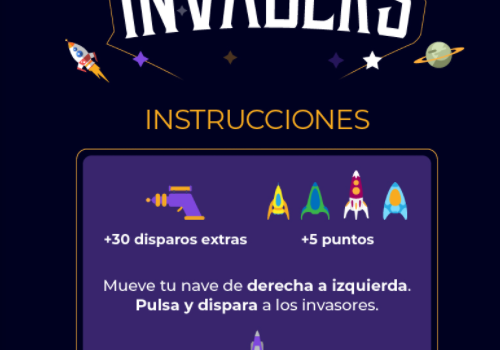 INVADERS
INSTRUCCIONES
+30 disparos extras
+5 puntos
Mueve tu nave de derecha a izquierda.
Pulsa y dispara a los invasores.